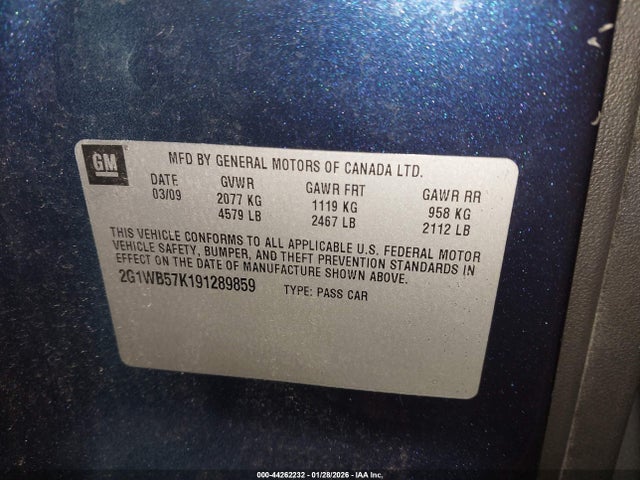 GM
MFD BY GENERAL MOTORS OF CANADA LTD.
DATE GVWR GAWR FRT GAWR RR
03/09 2077 KG 1119 KG 958 KG
4579 LB 2467 LB 2112 LB
THIS VEHICLE CONFORMS TO ALL APPLICABLE U.S. FEDERAL MOTOR
VEHICLE SAFETY, BUMPER, AND THEFT PREVENTION STANDARDS IN
EFFECT ON THE DATE OF MANUFACTURE SHOWN ABOVE.
2G1WB57K191289859 TYPE: PASS CAR
000-44262232 - 01/28/2026 - IAA Inc.